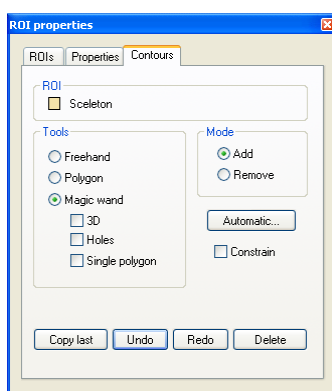 ROI properties
ROIs Properties Contours
ROI
Sceleton
Tools
Freehand
Polygon
Magic wand
3D
Holes
Single polygon
Mode
Add
Remove
Automatic...
Constrain
Copy last Undo Redo Delete